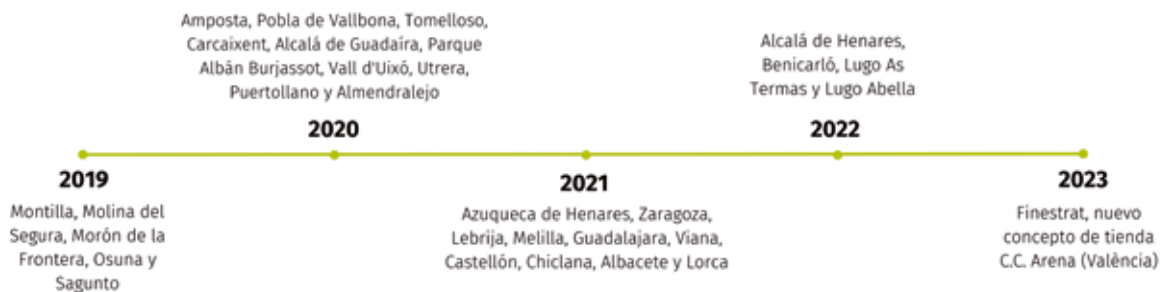 Amposta, Pobla de Vallbona, Tomelloso,
Carcaixent, Alcalá de Guadaíra, Parque
Albán Burjassot, Vall d'Uixó, Utrera,
Puertollano y Almendralejo
Alcalá de Henares,
Benicarló, Lugo As
Termas y Lugo Abella
2020
2022
2019
2021
2023
Montilla, Molina del
Segura, Morón de la
Frontera, Osuna y
Sagunto
Azuqueca de Henares, Zaragoza,
Lebrija, Melilla, Guadalajara, Viana,
Castellón, Chiclana, Albacete y Lorca
Finestrat, nuevo
concepto de tienda
C.C. Arena (València)